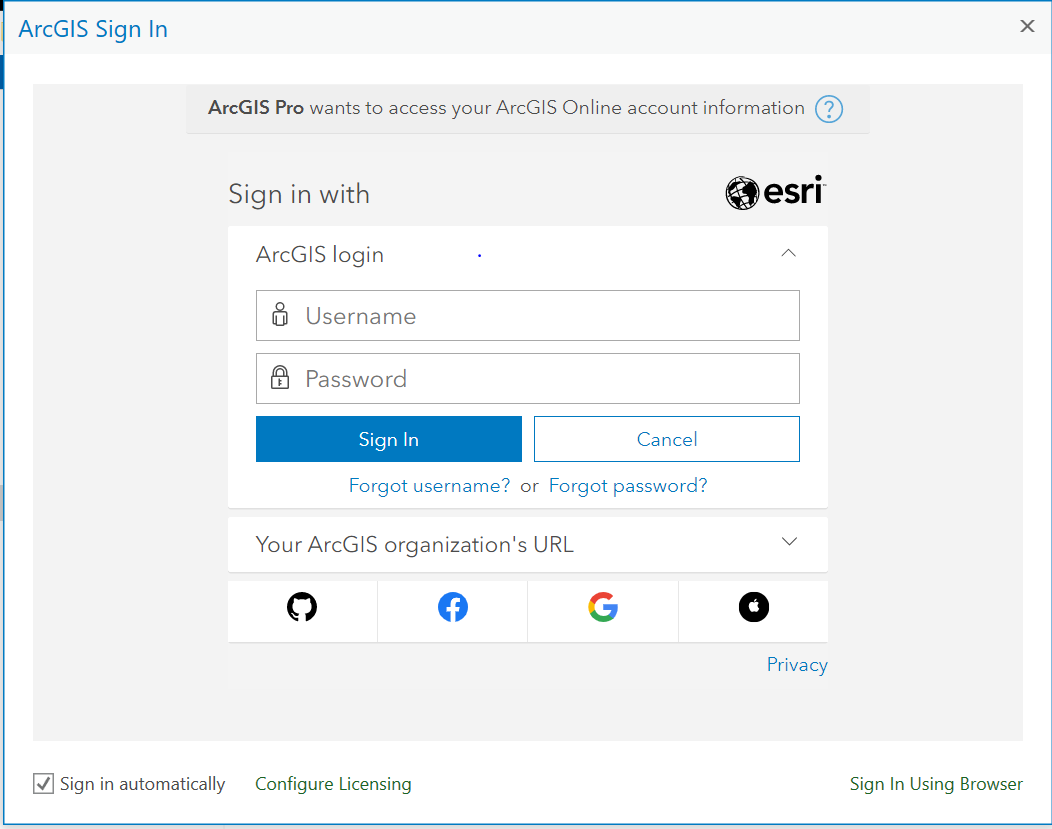 ArcGIS Sign In
ArcGIS Pro wants to access your ArcGIS Online account information ?
Sign in with
esri
ArcGIS login
Username
Password
Sign In
Cancel
Forgot username? or Forgot password?
Your ArcGIS organization's URL
Privacy
Sign in automatically
Configure Licensing
Sign In Using Browser